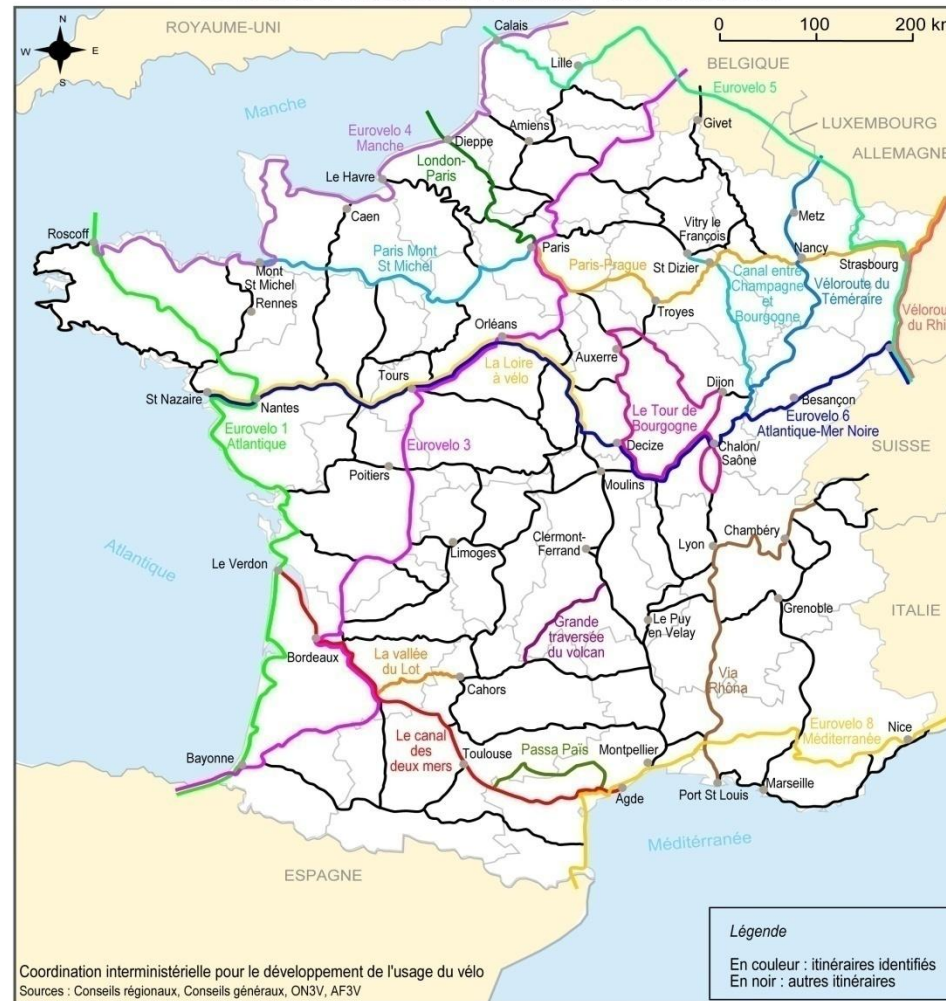 N
W
E
S
ROYAUME-UNI
Calais
0
100
200 km
Lille
BELGIQUE
Eurovelo 5
Manche
LUXEMBOURG
Givet
Eurovelo 4
Manche
Amiens
Dieppe
ALLEMAGNE
London-
Paris
Le Havre
Caen
Metz
Vitry le
François
Roscoff
Paris
Nancy
Paris Mont
St Michel
Mont
St Michel
Paris-Prague
St Dizier
Strasbourg
Canal entre
Champagne
et
Bourgogne
Véloroute du
Téméraire
Rennes
Véloroute
du Rhi
Troyes
Orléans
Auxerre
La Loire
à vélo
Tours
Dijon
St Nazaire
Nantes
Le Tour de
Bourgogne
Besançon
Eurovelo 6
Atlantique-Mer Noire
Eurovelo 1
Atlantique
Eurovelo 3
Decize
Chalon/
Saône
SUISSE
Poitiers
Moulins
Atlantique
Limoges
Clérmont-
Ferrand
Lyon
Chambéry
Le Verdon
ITALIE
Grenoble
Grande
traversée
du volcan
Le Puy
en Velay
Bordeaux
La vallée
du Lot
Cahors
Via
Rhôna
Eurovelo 8
Méditerranée
Nice
Le canal
des
deux mers
Bayonne
Toulouse
Passa Païs
Montpellier
Agde
Port St Louis
Marseille
Méditérranée
ESPAGNE
Légende
En couleur : itinéraires identifiés
En noir : autres itinéraires
Coordination interministérielle pour le développement de l'usage du vélo
Sources : Conseils régionaux, Conseils généraux, ON3V, AF3V